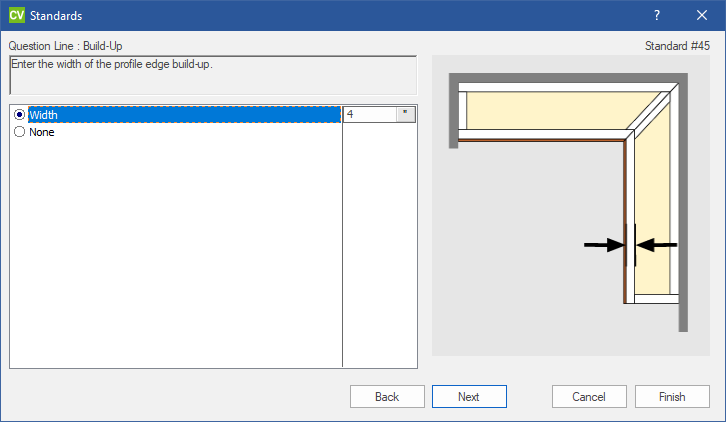 CV Standards ?
Question Line : Build-Up Standard #45
Enter the width of the profile edge build-up.
Width 4 "
None
Back Next Cancel Finish